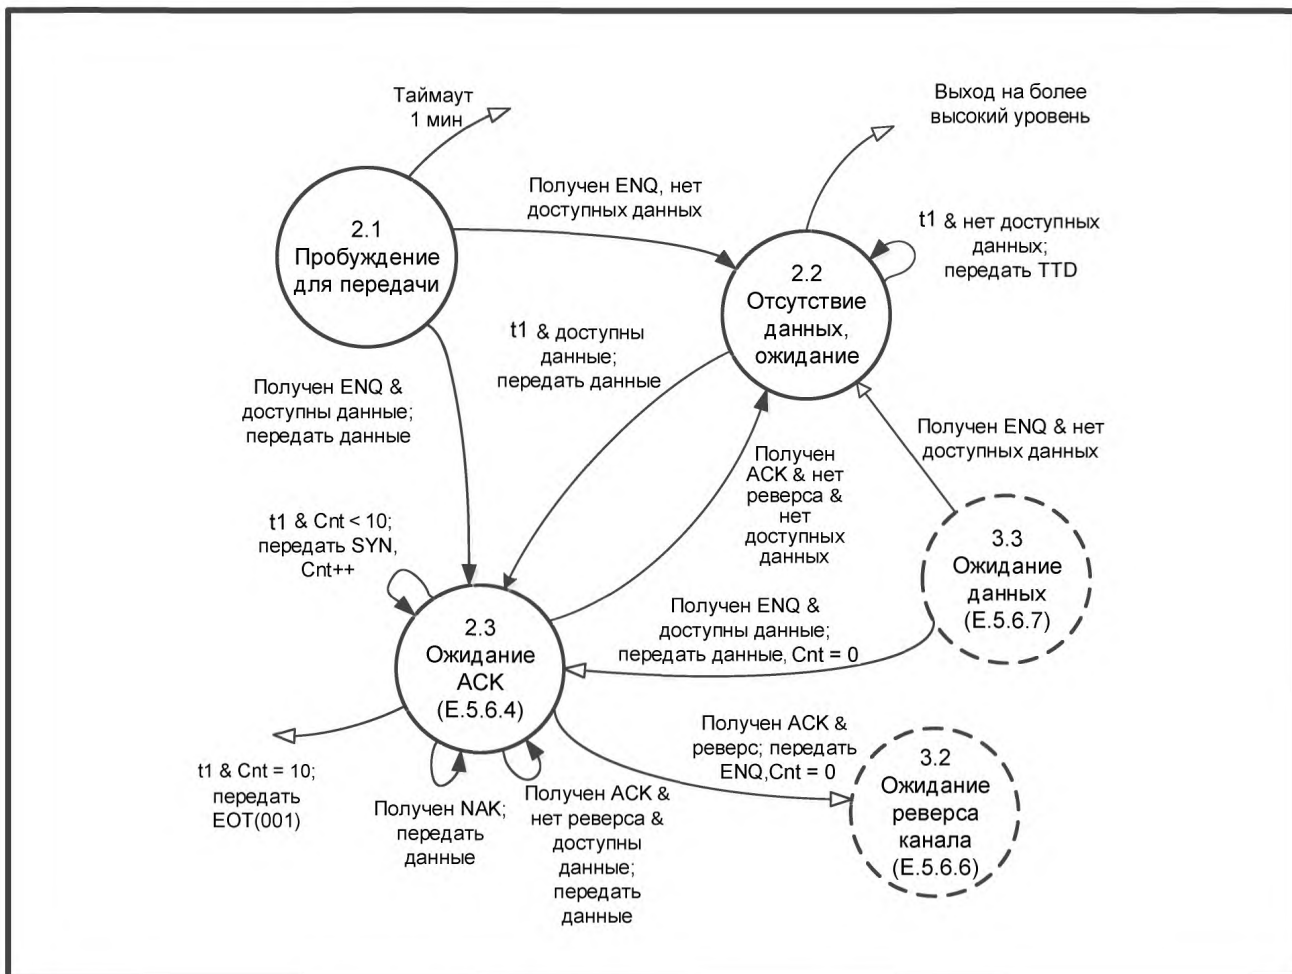 Таймаут
1 мин
Выход на более
высокий уровень
Получен ENQ, нет
доступных данных
t1 & нет доступных
данных;
передать TTD
2.1
Пробуждение
для передачи
2.2
Отсутствие
данных,
ожидание
t1 & доступны
данные;
передать данные
Получен ENQ &
доступны данные;
передать данные
Получен ENQ & нет
доступных данных
Получен
ACK & нет
реверса &
нет
доступных
данных
t1 & Cnt < 10;
передать SYN,
Cnt++
3.3
Ожидание
данных
(E.5.6.7)
Получен ENQ &
доступны данные;
передать данные, Cnt = 0
2.3
Ожидание
ACK
(E.5.6.4)
Получен ACK &
реверс; передать
ENQ,Cnt = 0
3.2
Ожидание
реверса
канала
(E.5.6.6)
t1 & Cnt = 10;
передать
EOT(001)
Получен NAK;
передать
данные
Получен ACK &
нет реверса &
доступны
данные;
передать
данные